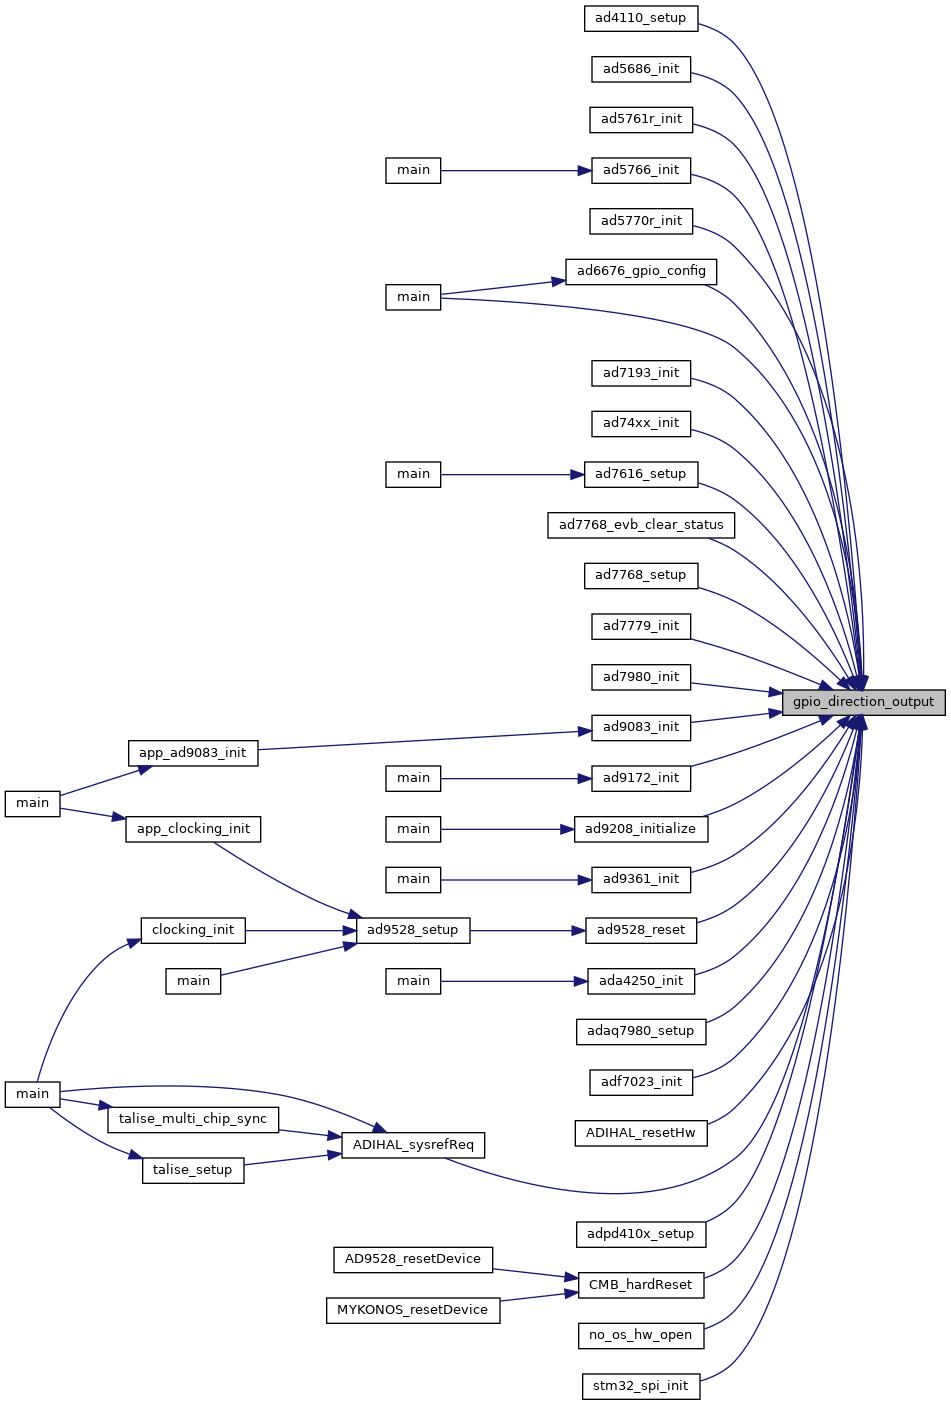 ad4110_setup
ad5686_init
ad5761r_init
main
ad5766_init
ad5770r_init
ad6676_gpio_config
main
ad7193_init
ad74xx_init
main
ad7616_setup
ad7768_evb_clear_status
ad7768_setup
ad7779_init
ad7980_init
gpio_direction_output
ad9083_init
app_ad9083_init
main
ad9172_init
main
app_clocking_init
main
ad9208_initialize
main
ad9361_init
clocking_init
ad9528_setup
ad9528_reset
main
main
ada4250_init
adaq7980_setup
adf7023_init
main
talise_multi_chip_sync
ADIHAL_resetHw
ADIHAL_sysrefReq
talise_setup
adpd410x_setup
AD9528_resetDevice
CMB_hardReset
MYKONOS_resetDevice
no_os_hw_open
stm32_spi_init